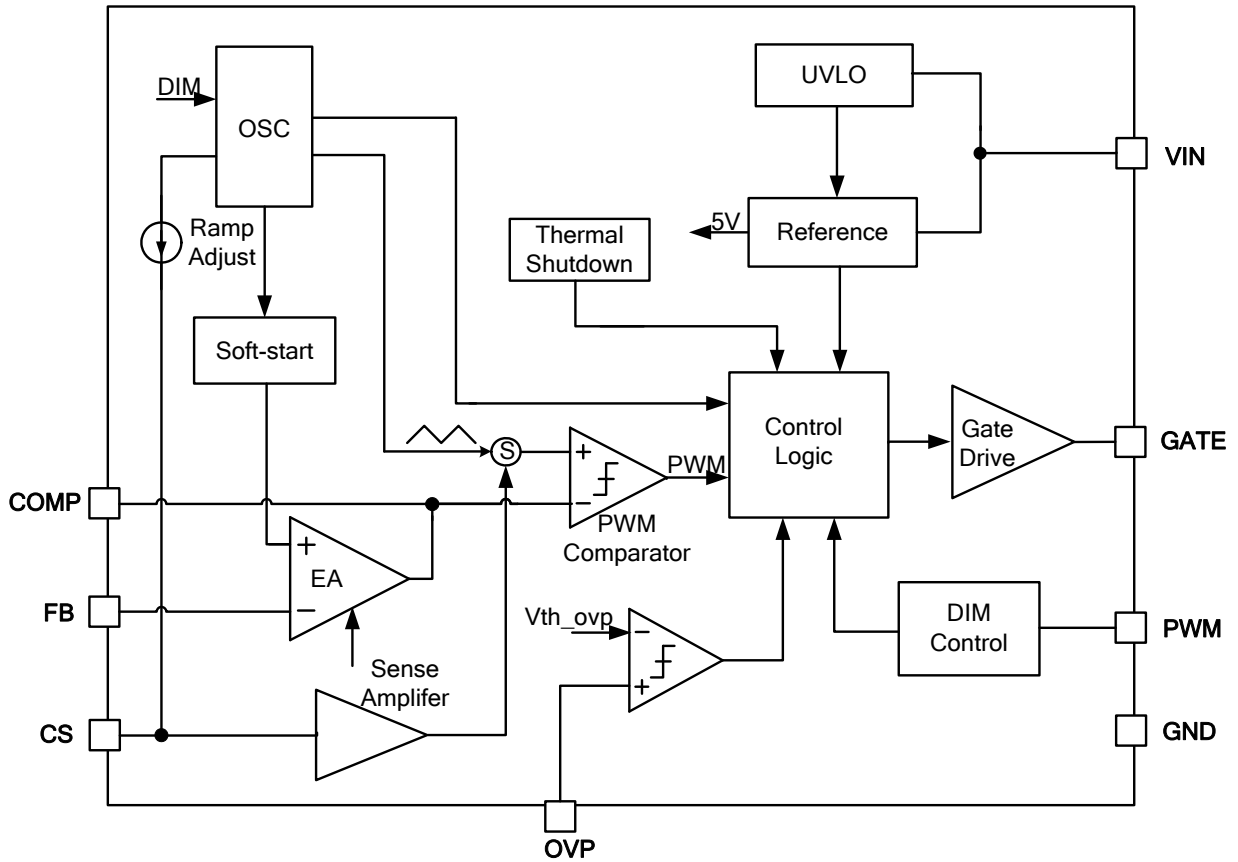 DIM
OSC
UVLO
VIN
Ramp
Adjust
Thermal
Shutdown
5V
Reference
Soft-start
Control
Logic
Gate
Drive
GATE
S
+
PWM
COMP
−
PWM
Comparator
+
EA
FB
−
Vth_ovp
−
DIM
Control
PWM
Sense
Amplifer
+
CS
GND
OVP